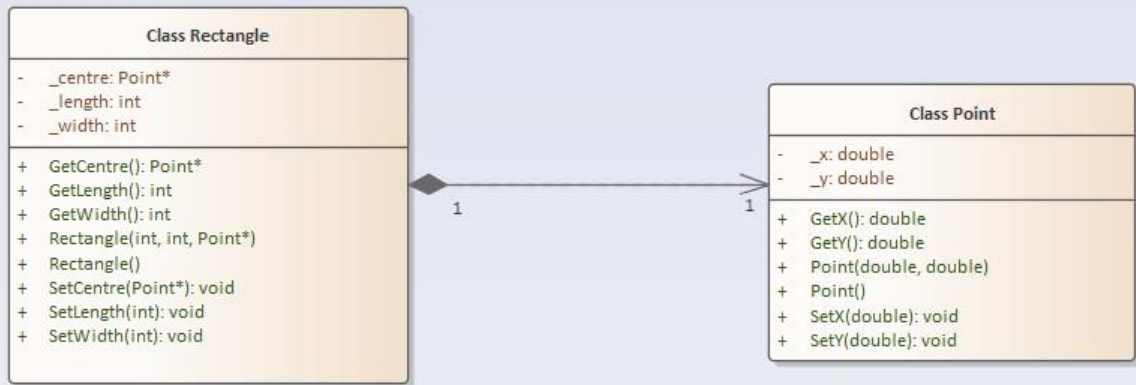 Class Rectangle
- _centre: Point*
- _length: int
- _width: int
+ GetCentre(): Point*
+ GetLength(): int
+ GetWidth(): int
+ Rectangle(int, int, Point*)
+ Rectangle()
+ SetCentre(Point*): void
+ SetLength(int): void
+ SetWidth(int): void
1
1
Class Point
- _x: double
- _y: double
+ GetX(): double
+ GetY(): double
+ Point(double, double)
+ Point()
+ SetX(double): void
+ SetY(double): void